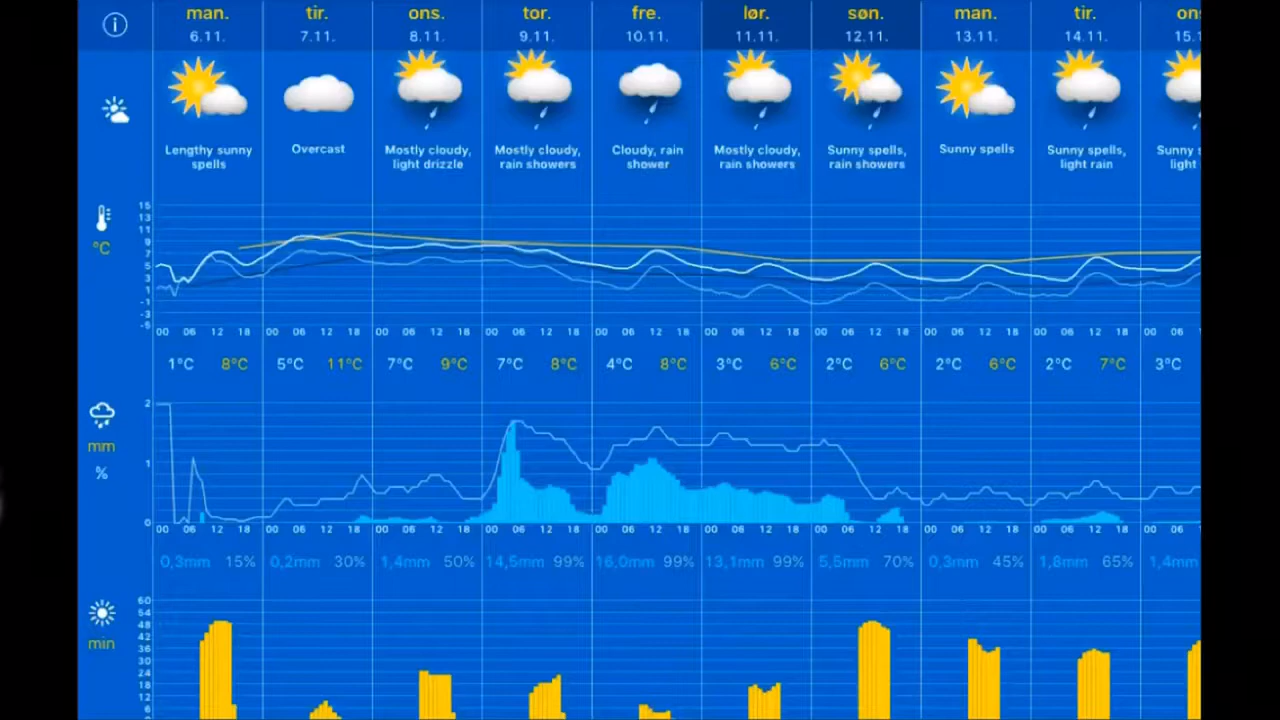 man. tir. ons. tor. fre. lør. søn. man. tir. ons
6.11. 7.11. 8.11. 9.11. 10.11. 11.11. 12.11. 13.11. 14.11. 15.1
Lengthy sunny spells
Overcast
Mostly cloudy, light drizzle
Mostly cloudy, rain showers
Cloudy, rain shower
Mostly cloudy, rain showers
Sunny spells, rain showers
Sunny spells
Sunny spells, light rain
Sunny s light
°C
15
13
11
9
7
5
3
1
-1
-3
-5
00 06 12 18 00 06 12 18 00 06 12 18 00 06 12 18 00 06 12 18 00 06 12 18 00 06 12 18 00 06 12 18 00 06 12 18 00 06 1
1°C 8°C 5°C 11°C 7°C 9°C 7°C 8°C 4°C 8°C 3°C 6°C 2°C 6°C 2°C 6°C 2°C 7°C 3°C
mm
%
2
1
0
00 06 12 18 00 06 12 18 00 06 12 18 00 06 12 18 00 06 12 18 00 06 12 18 00 06 12 18 00 06 12 18 00 06 12 18 00 06 1
0,3mm 15% 0,2mm 30% 1,4mm 50% 14,5mm 99% 16,0mm 99% 13,1mm 99% 5,5mm 70% 0,3mm 45% 1,8mm 65% 1,4mm
min
60
54
48
42
36
30
24
18
12
6